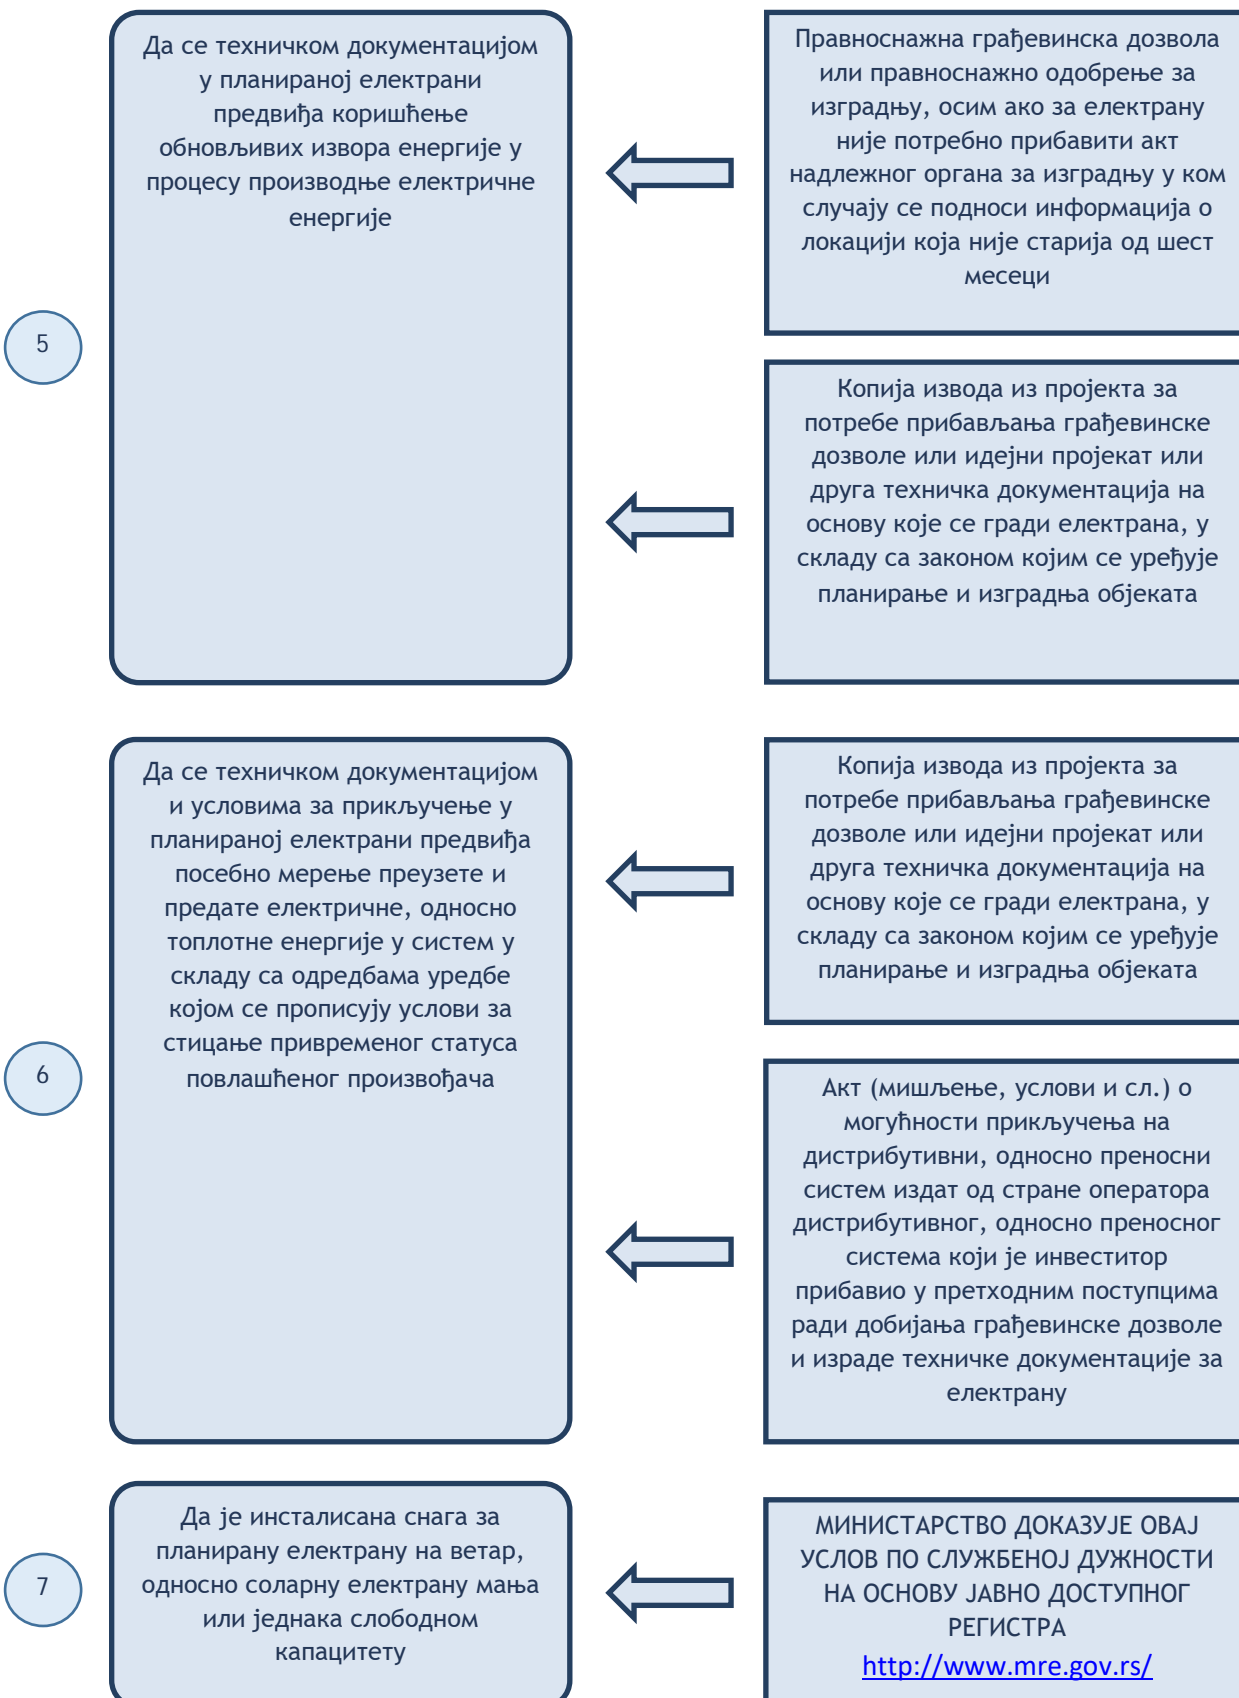 5
Да се техничком документацијом
у планираној електрани
предвиђа коришћење
обновљивих извора енергије у
процесу производње електричне
енергије
Правноснажна грађевинска дозвола
или правноснажно одобрење за
изградњу, осим ако за електрану
није потребно прибавити акт
надлежног органа за изградњу у ком
случају се подноси информација о
локацији која није старија од шест
месеци
Копија извода из пројекта за
потребе прибављања грађевинске
дозволе или идејни пројекат или
друга техничка документација на
основу које се гради електрана, у
складу са законом којим се уређује
планирање и изградња објеката
6
Да се техничком документацијом
и условима за прикључење у
планираној електрани предвиђа
посебно мерење преузете и
предате електричне, односно
топлотне енергије у систем у
складу са одредбама уредбе
којом се прописују услови за
стицање привременог статуса
повлашћеног произвођача
Копија извода из пројекта за
потребе прибављања грађевинске
дозволе или идејни пројекат или
друга техничка документација на
основу које се гради електрана, у
складу са законом којим се уређује
планирање и изградња објеката
Акт (мишљење, услови и сл.) о
могућности прикључења на
дистрибутивни, односно преносни
систем издат од стране оператора
дистрибутивног, односно преносног
система који је инвеститор
прибавио у претходним поступцима
ради добијања грађевинске дозволе
и израде техничке документације за
електрану
7
Да је инсталисана снага за
планирану електрану на ветар,
односно соларну електрану мања
или једнака слободном
капацитету
МИНИСТАРСТВО ДОКАЗУЈЕ ОВАЈ
УСЛОВ ПО СЛУЖБЕНОЈ ДУЖНОСТИ
НА ОСНОВУ ЈАВНО ДОСТУПНОГ
РЕГИСТРА
http://www.mre.gov.rs/